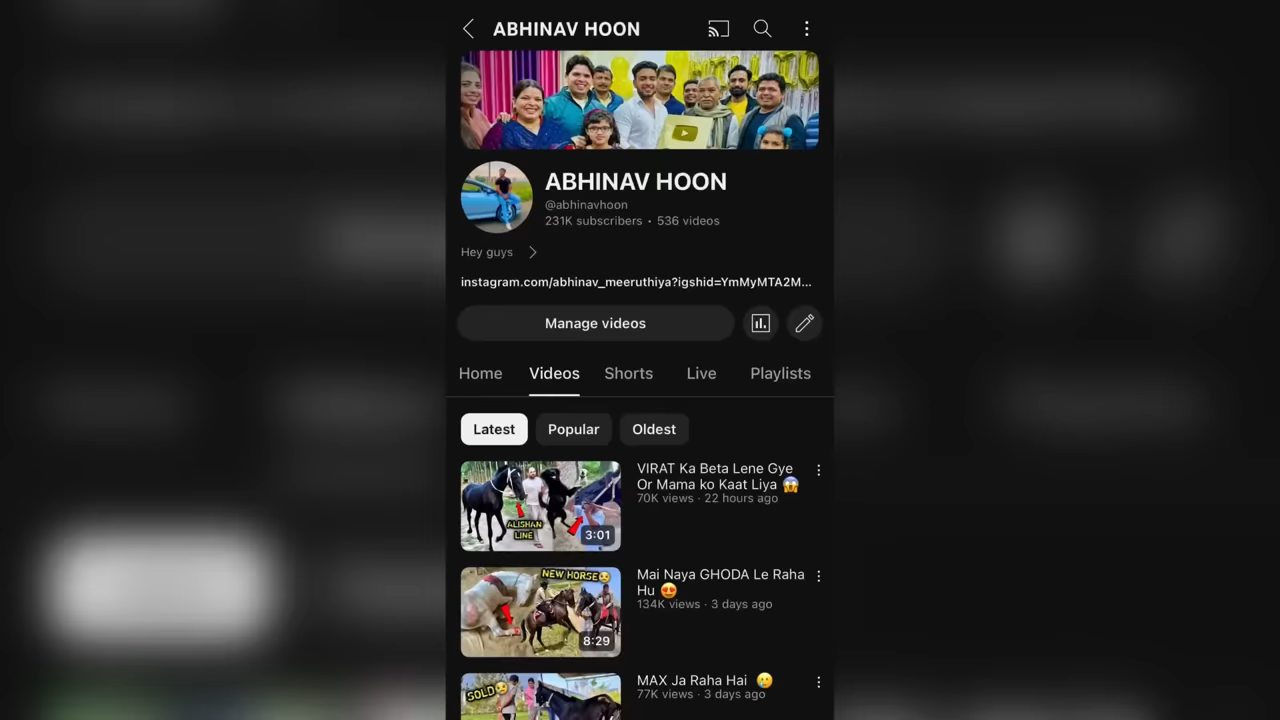 ABHINAV HOON
ABHINAV HOON
@abhinavhoon
231K subscribers • 536 videos
Hey guys
instagram.com/abhinav_meeruthiya?igshid=YmMyMTA2M...
Manage videos
Home Videos Shorts Live Playlists
Latest Popular Oldest
VIRAT Ka Beta Lene Gye
Or Mama ko Kaat Liya 😱
70K views · 22 hours ago
ALISHAN
LINE
3:01
NEW HORSE😥
Mai Naya GHODA Le Raha
Hu 😍
134K views · 3 days ago
8:29
SOLD😥
MAX Ja Raha Hai 🥲
77K views · 3 days ago